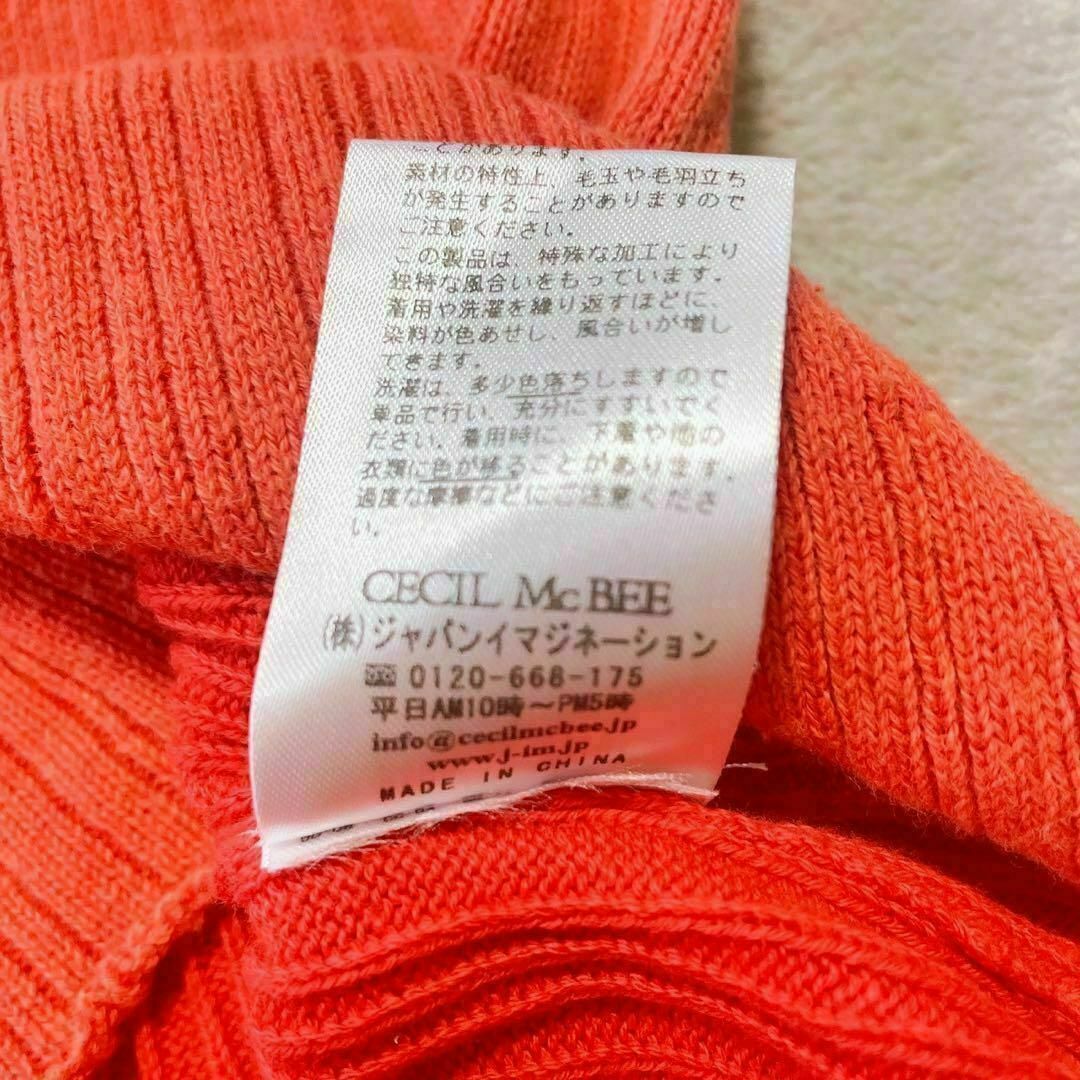 ことがあります。
素材の特性上、毛玉や毛羽立ち
が発生することがありますので
ご注意ください。
この製品は、特殊な加工により
独特な風合いをもっています。
着用や洗濯を繰り返すほどに、
染料が色あせし、風合いが増し
てきます。
洗濯は、多少色落ちしますので
単品で行い、充分にすすいでく
ださい。着用時に、下着や他の
衣類に色が移ることがあります。
過度な摩擦などにご注意くださ
い。
CECIL McBEE
(株)ジャパンイマジネーション
0120-668-175
平日AM10時～PM5時
info@cecilmcbee.jp
www.j-im.jp
MADE IN CHINA